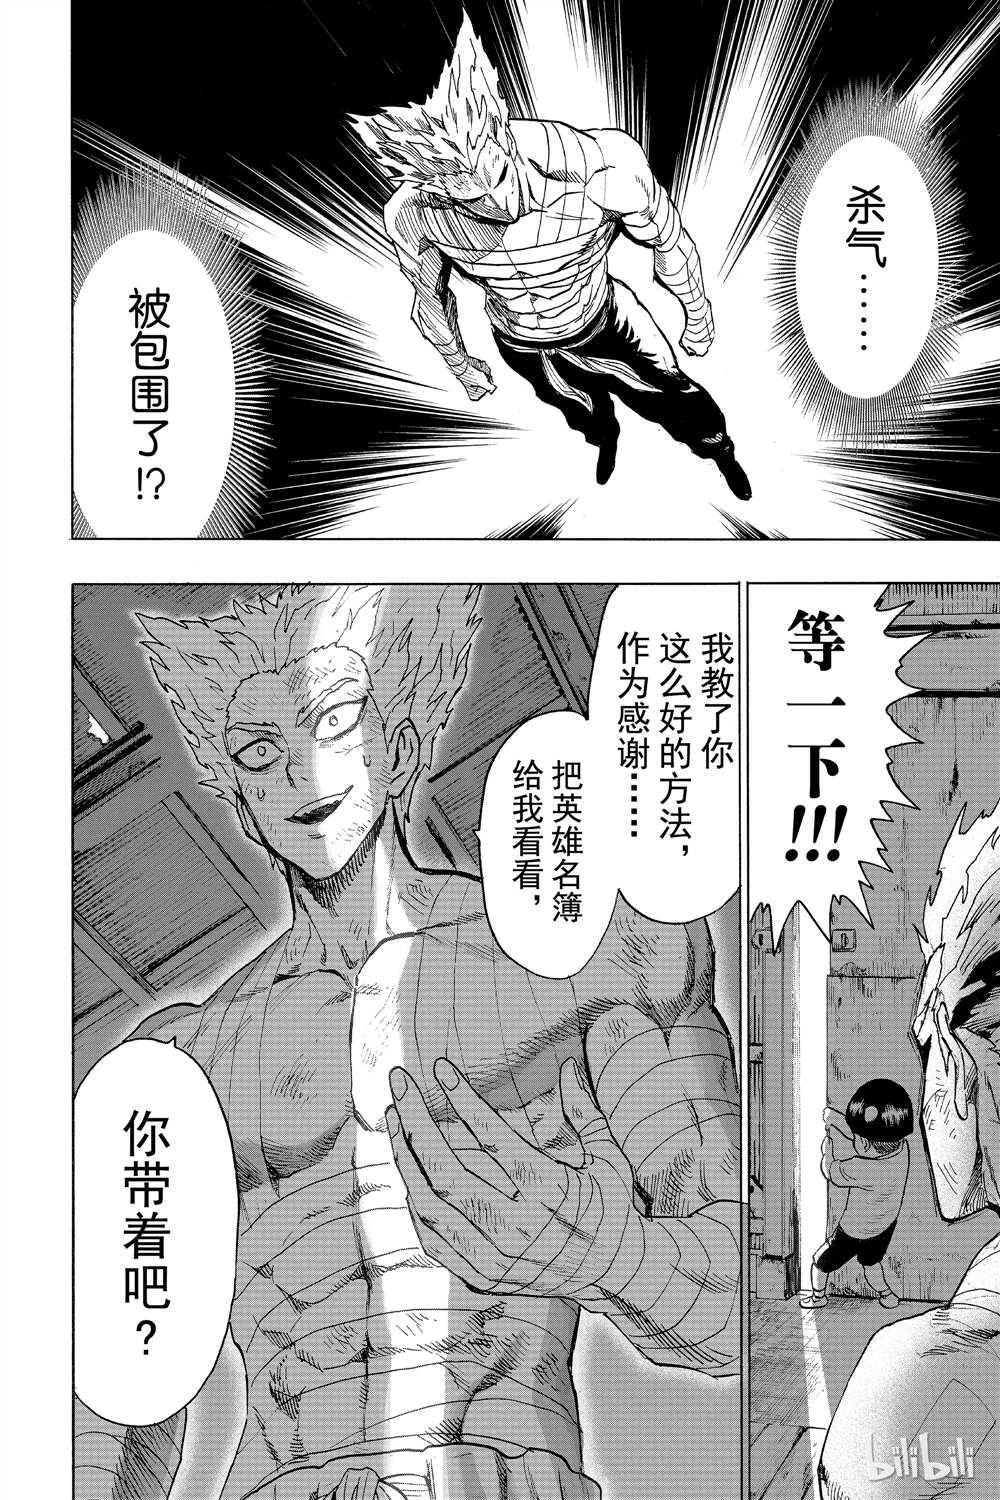 杀气……
被包围了!?
等一下!!!
我教了你
这么好的方法，
作为感谢……
把英雄名簿
给我看看，
你带着吧？
bilibili